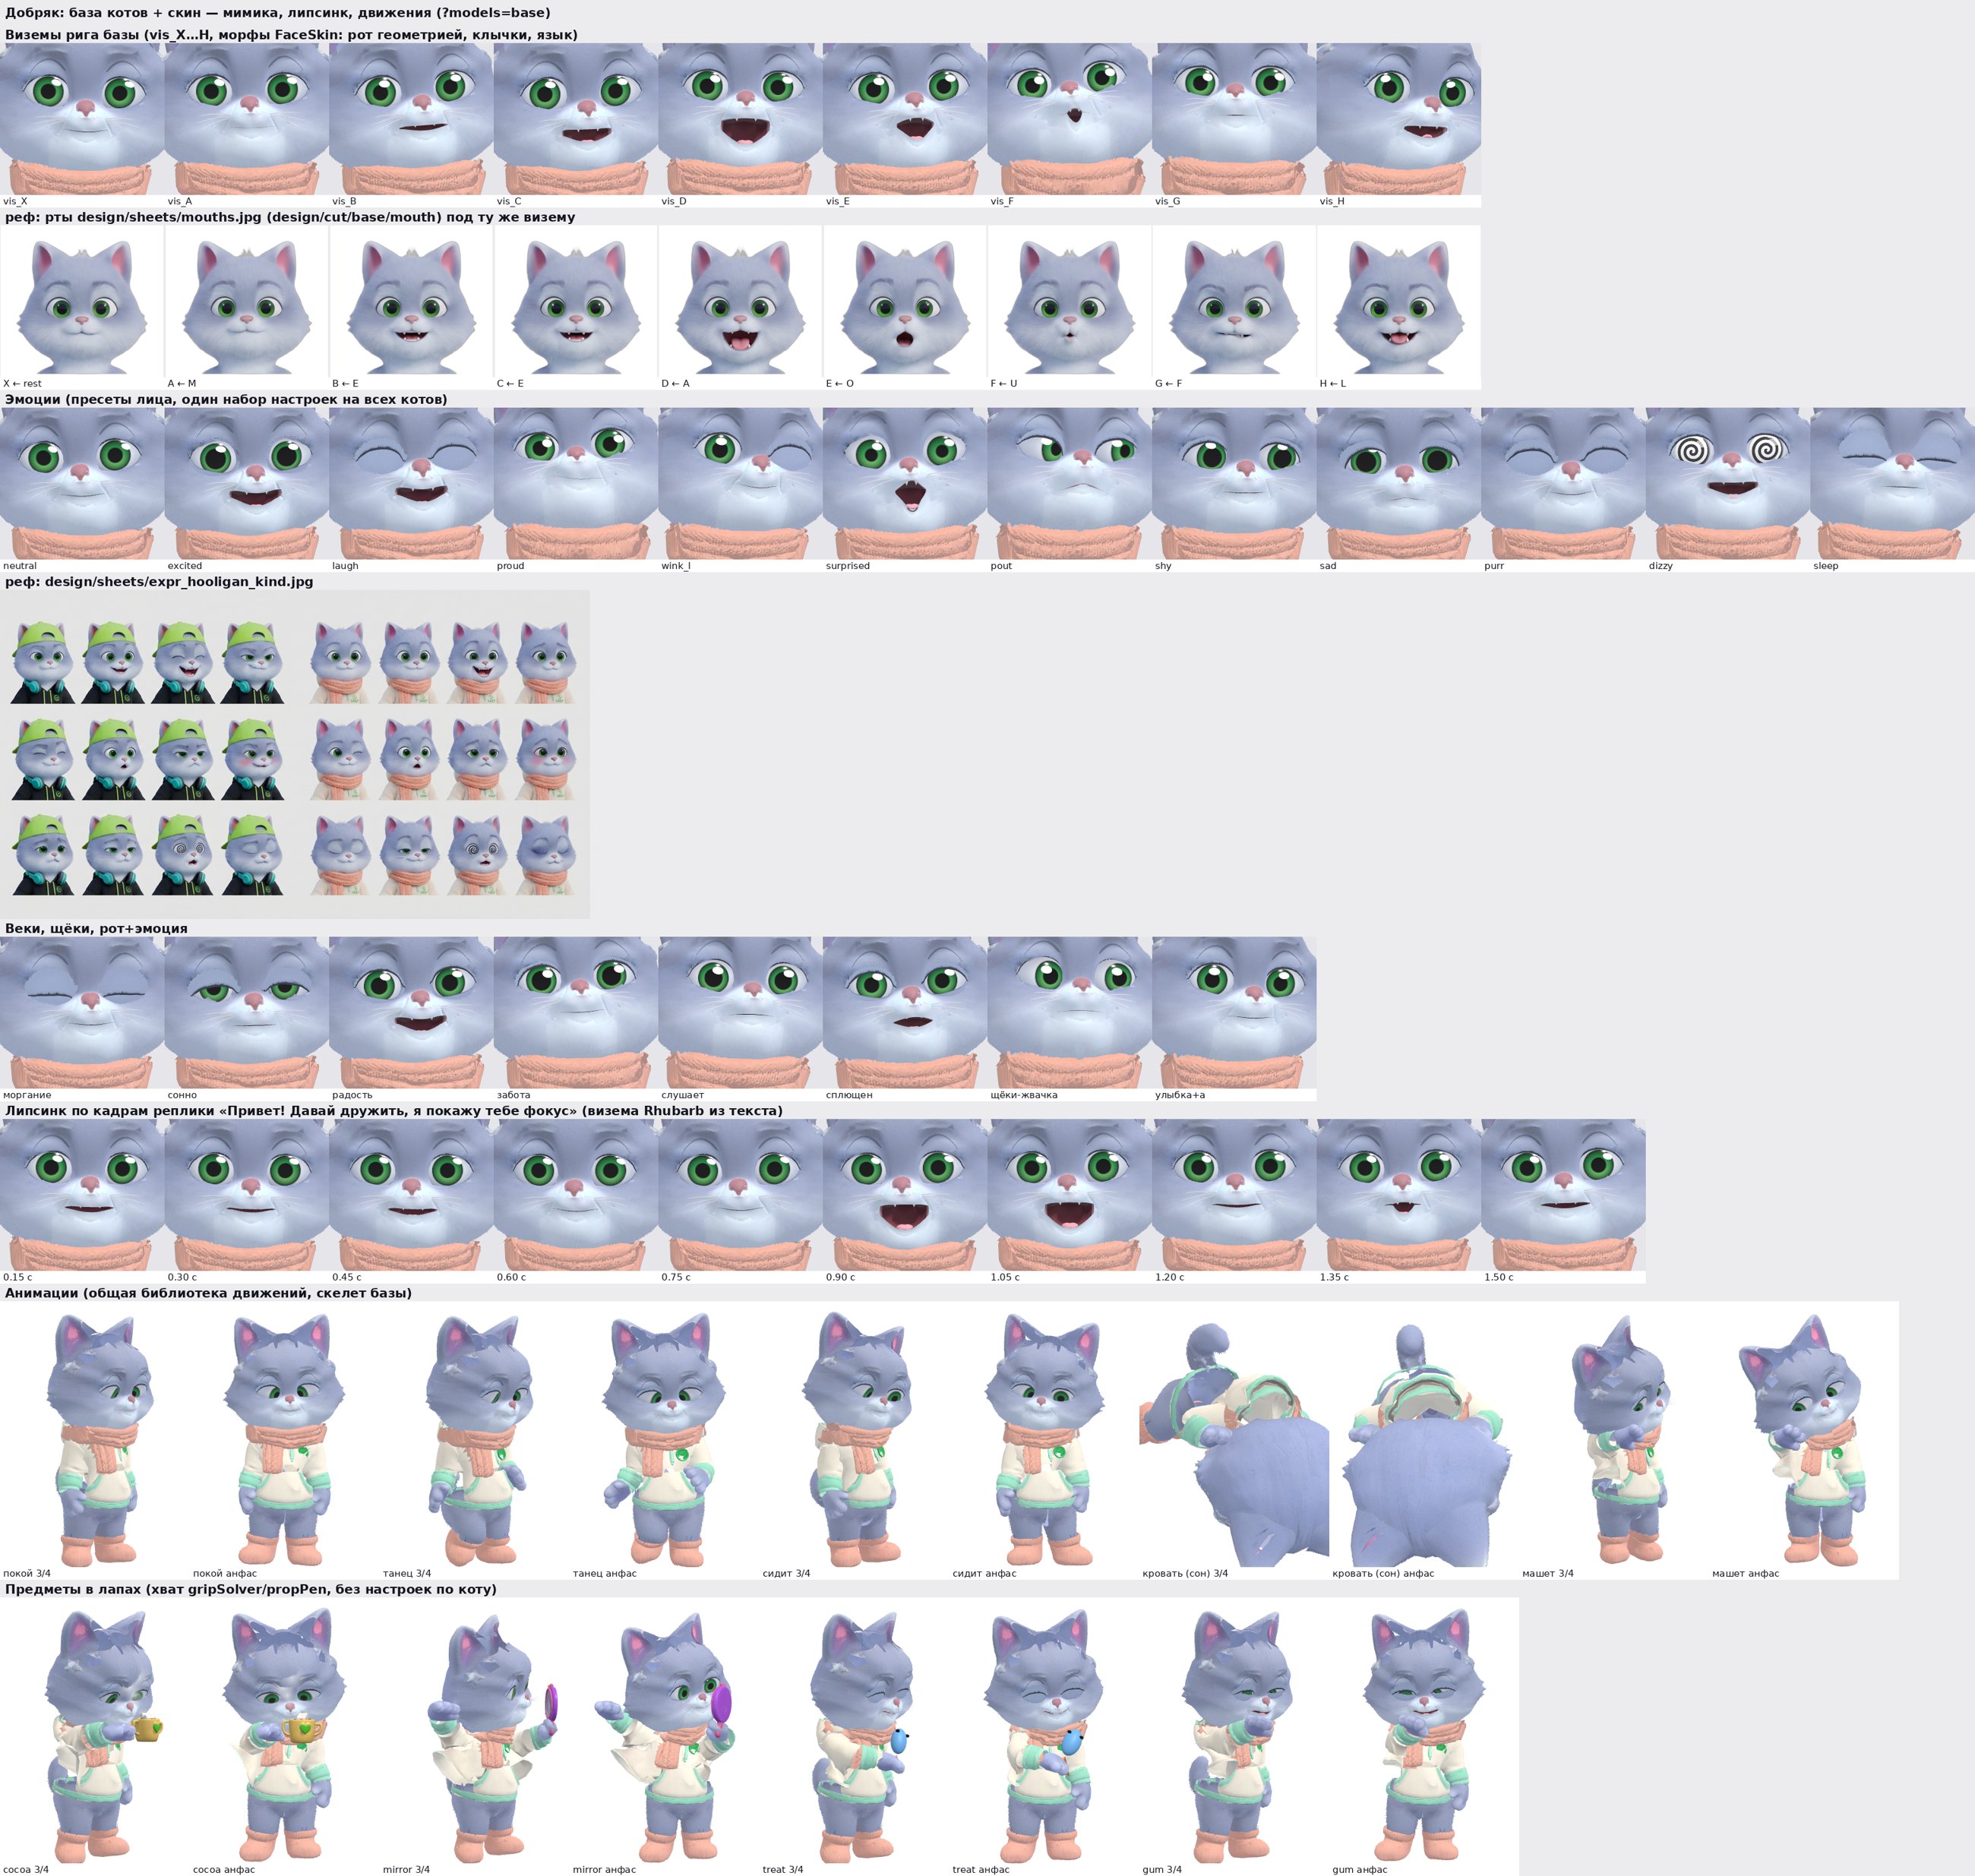 Добряк: база котов + скин — мимика, липсинк, движения (?models=base)
Виземы рига базы (vis_X...H, морфы FaceSkin: рот геометрией, клычки, язык)
vis_X vis_A vis_B vis_C vis_D vis_E vis_F vis_G vis_H
реф: рты design/sheets/mouths.jpg (design/cut/base/mouth) под ту же визему
X ← rest A ← M B ← E C ← E D ← A E ← O F ← U G ← F H ← L
Эмоции (пресеты лица, один набор настроек на всех котов)
neutral excited laugh proud wink_l surprised pout shy sad purr dizzy sleep
реф: design/sheets/expr_hooligan_kind.jpg
Веки, щёки, рот+эмоция
моргание сонно радость забота слушает сплющен щёки-жвачка улыбка+а
Липсинк по кадрам реплики «Привет! Давай дружить, я покажу тебе фокус» (визема Rhubarb из текста)
0.15 с 0.30 с 0.45 с 0.60 с 0.75 с 0.90 с 1.05 с 1.20 с 1.35 с 1.50 с
Анимации (общая библиотека движений, скелет базы)
покой 3/4 покой анфас танец 3/4 танец анфас сидит 3/4 сидит анфас кровать (сон) 3/4 кровать (сон) анфас машет 3/4 машет анфас
Предметы в лапах (хват gripSolver/propPen, без настроек по коту)
cocoa 3/4 cocoa анфас mirror 3/4 mirror анфас treat 3/4 treat анфас gum 3/4 gum анфас